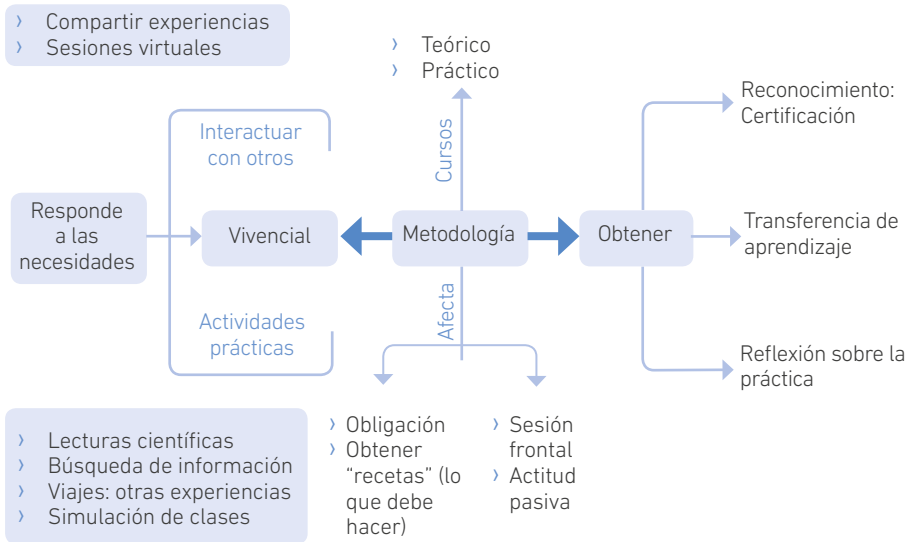 › Compartir experiencias
› Sesiones virtuales
› Teórico
› Práctico
Reconocimiento:
Certificación
Interactuar
con otros
Cursos
Responde
a las
necesidades
Vivencial
Metodología
Obtener
Transferencia de
aprendizaje
Actividades
prácticas
Afecta
Reflexión sobre la
práctica
› Lecturas científicas
› Búsqueda de información
› Viajes: otras experiencias
› Simulación de clases
› Obligación
› Obtener
“recetas” (lo
que debe
hacer)
› Sesión
frontal
› Actitud
pasiva